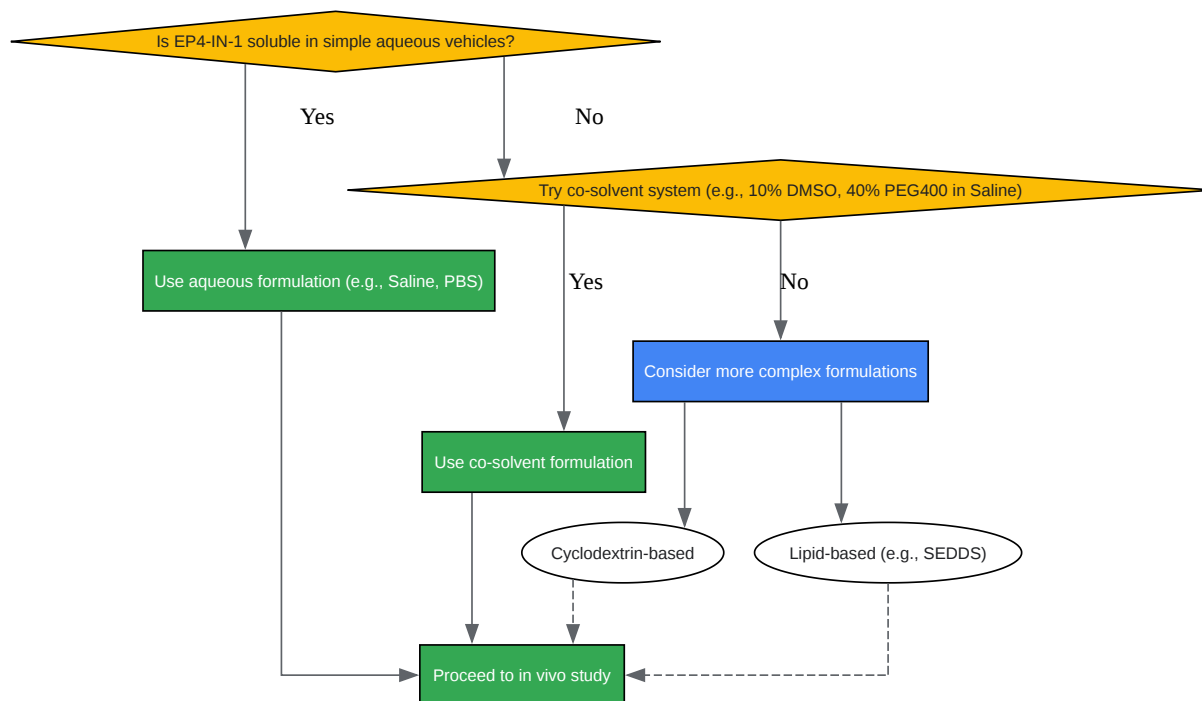 Is EP4-IN-1 soluble in simple aqueous vehicles?
Yes
No
Try co-solvent system (e.g., 10% DMSO, 40% PEG400 in Saline)
Use aqueous formulation (e.g., Saline, PBS)
Yes
No
Consider more complex formulations
Use co-solvent formulation
Cyclodextrin-based
Lipid-based (e.g., SEDDS)
Proceed to in vivo study